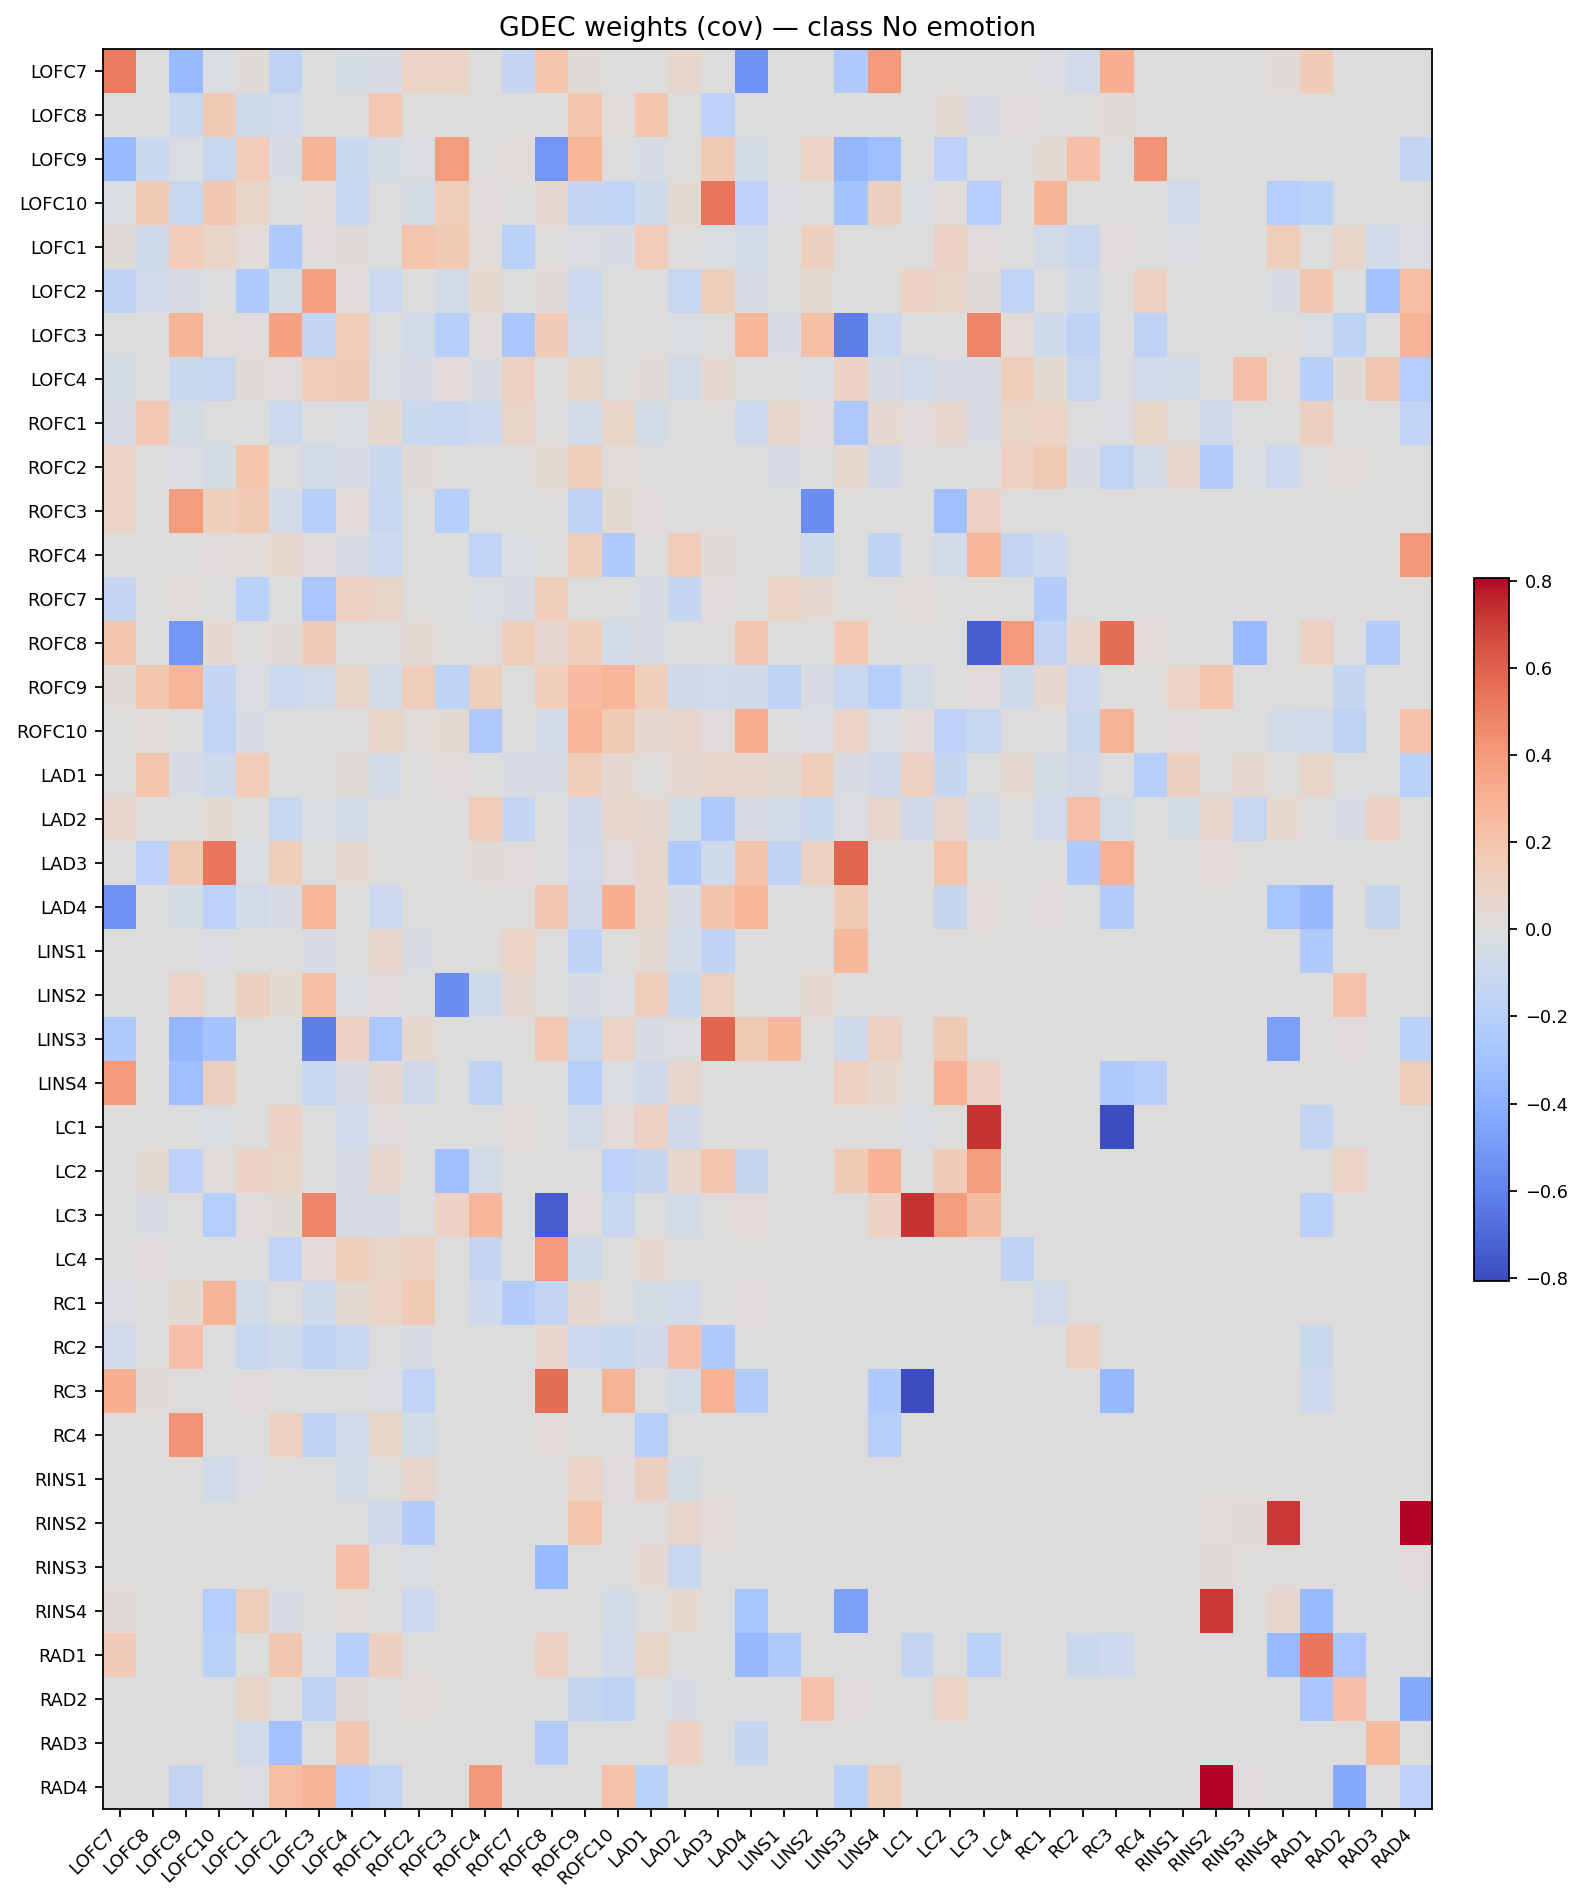 GDEC weights (cov) — class No emotion
LOFC7
LOFC8
LOFC9
LOFC10
LOFC1
LOFC2
LOFC3
LOFC4
ROFC1
ROFC2
ROFC3
ROFC4
ROFC7
ROFC8
ROFC9
ROFC10
LAD1
LAD2
LAD3
LAD4
LINS1
LINS2
LINS3
LINS4
LC1
LC2
LC3
LC4
RC1
RC2
RC3
RC4
RINS1
RINS2
RINS3
RINS4
RAD1
RAD2
RAD3
RAD4
LOFC7 LOFC8 LOFC9 LOFC10 LOFC1 LOFC2 LOFC3 LOFC4 ROFC1 ROFC2 ROFC3 ROFC4 ROFC7 ROFC8 ROFC9 ROFC10 LAD1 LAD2 LAD3 LAD4 LINS1 LINS2 LINS3 LINS4 LC1 LC2 LC3 LC4 RC1 RC2 RC3 RC4 RINS1 RINS2 RINS3 RINS4 RAD1 RAD2 RAD3 RAD4
0.8
0.6
0.4
0.2
0.0
−0.2
−0.4
−0.6
−0.8